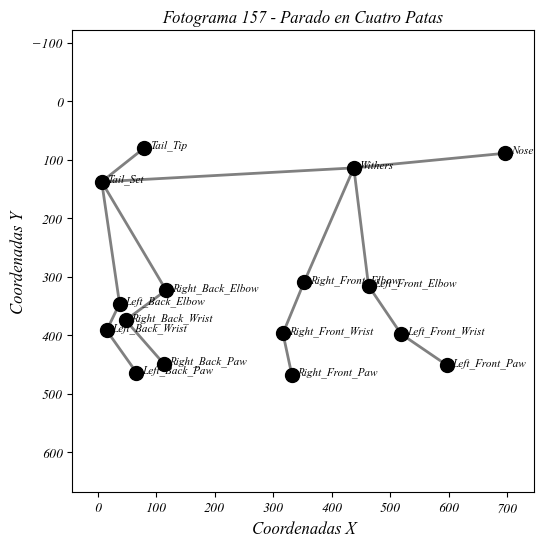 Fotograma 157 - Parado en Cuatro Patas
−100
0
100
200
300
400
500
600
Coordenadas Y
Tail_Tip
Nose
Withers
Tail_Set
Right_Front_Elbow
Left_Front_Elbow
Right_Back_Elbow
Left_Back_Elbow
Right_Back_Wrist
Left_Back_Wrist
Right_Front_Wrist
Left_Front_Wrist
Right_Back_Paw
Left_Front_Paw
Left_Back_Paw
Right_Front_Paw
0
100
200
300
400
500
600
700
Coordenadas X